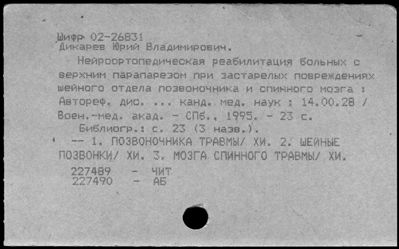 Шифр 02-26831
Дикарев Юрий Владимирович.
Нейроортопедическая реабилитация больных с
верхним парапарезом при застарелых повреждениях
шейного отдела позвоночника и спинного мозга :
Автореф. дис. ... канд. мед. наук : 14.00.28 /
Воен.-мед. акад. - СПб., 1995. - 23 с.
Библиогр.: с. 23 (3 назв.).
-- 1. ПОЗВОНОЧНИКА ТРАВМЫ/ ХИ. 2. ШЕЙНЫЕ
ПОЗВОНКИ/ ХИ. 3. МОЗГА СПИННОГО ТРАВМЫ/ ХИ.
227489 - ЧИТ
227490 - АБ